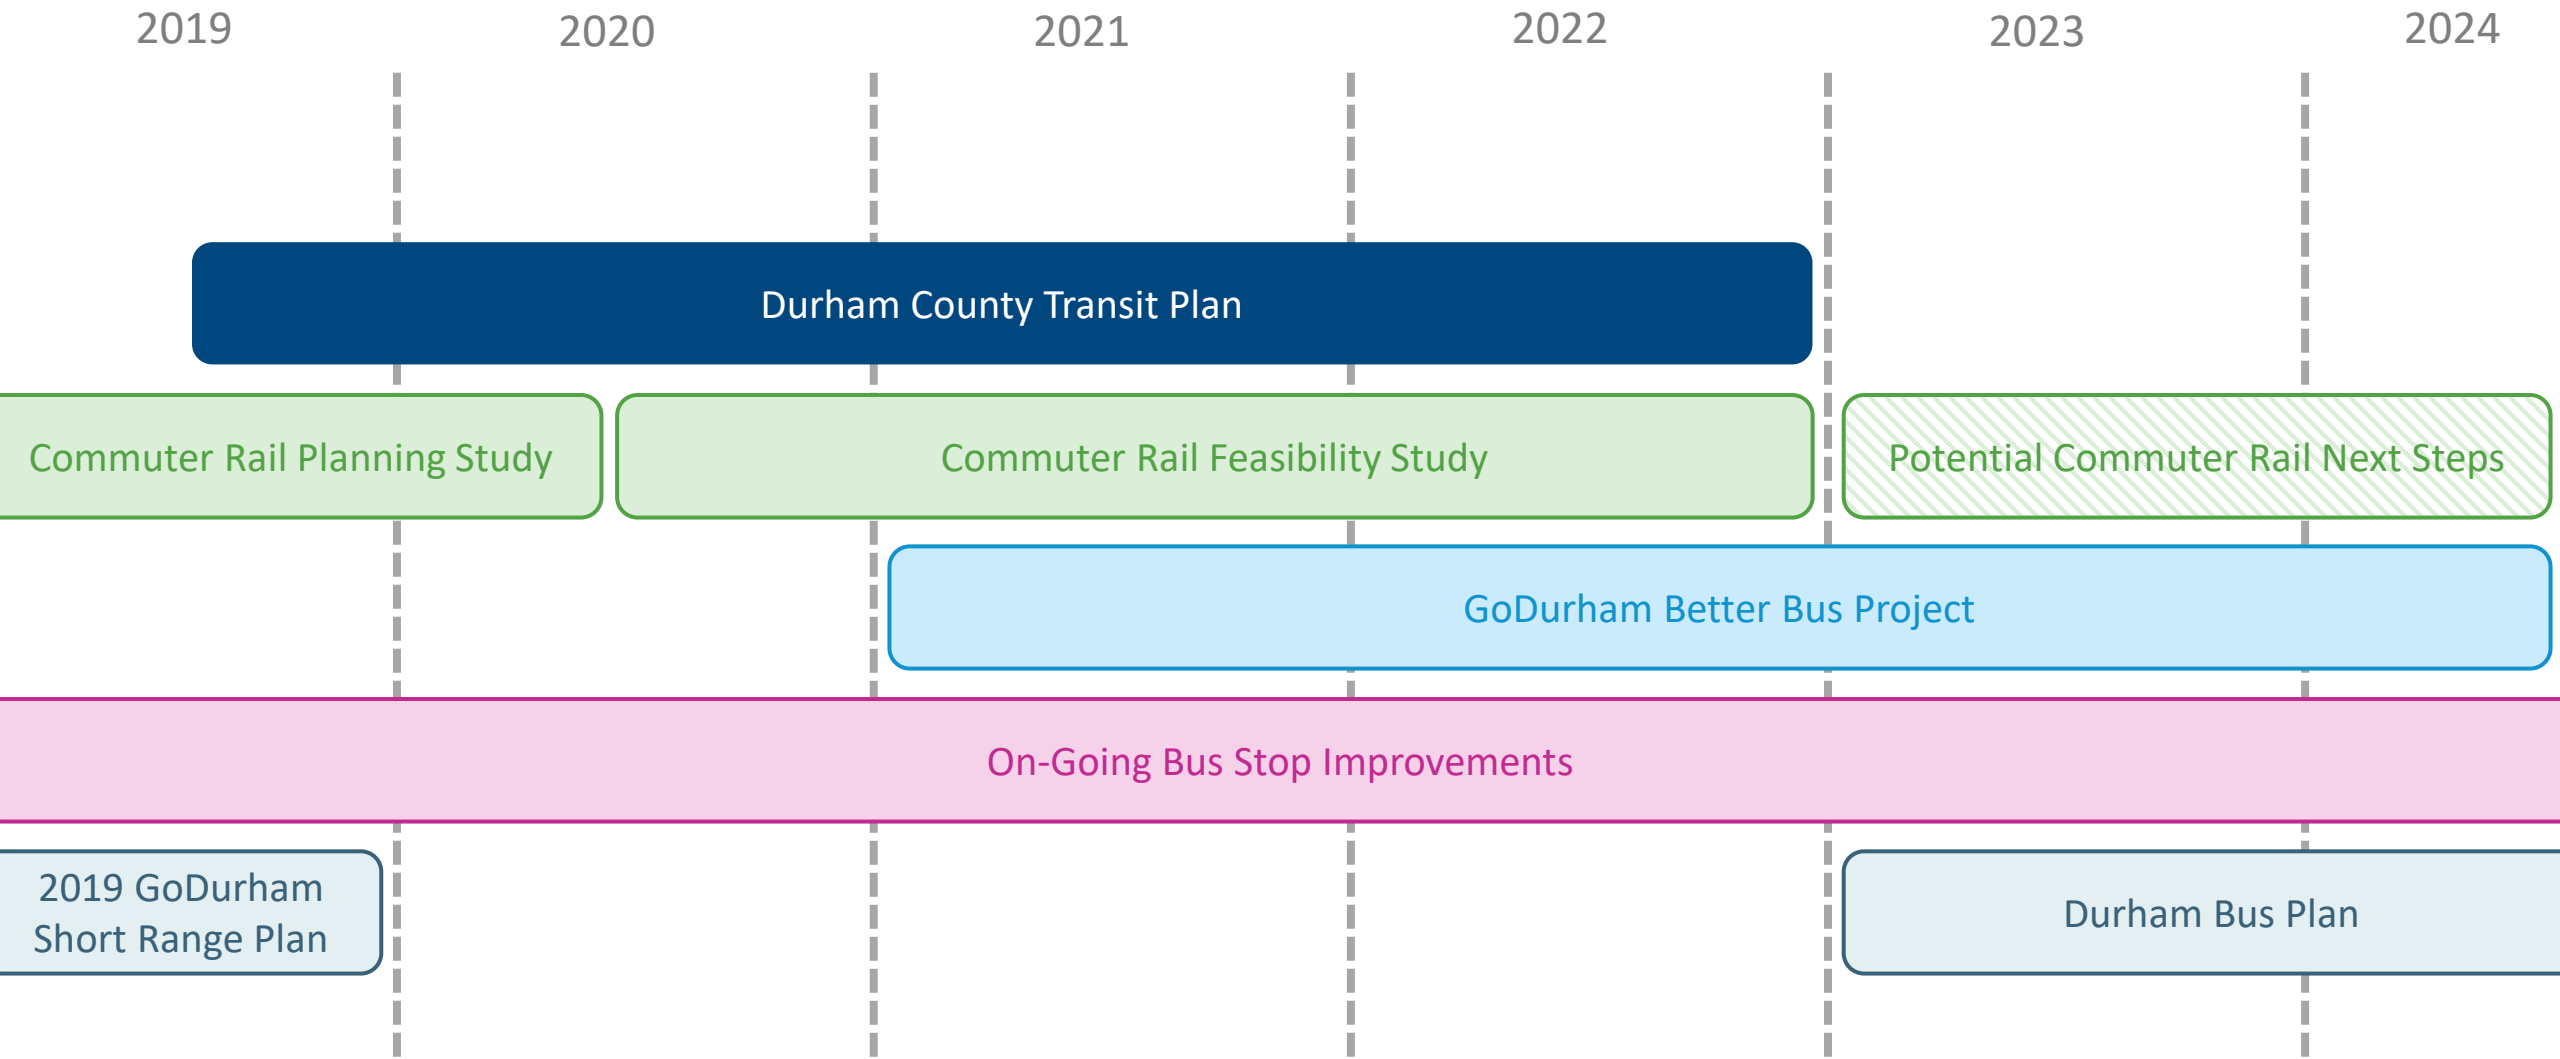 2019
2020
2021
2022
2023
2024
Durham County Transit Plan
Commuter Rail Planning Study
Commuter Rail Feasibility Study
Potential Commuter Rail Next Steps
GoDurham Better Bus Project
On-Going Bus Stop Improvements
2019 GoDurham
Short Range Plan
Durham Bus Plan